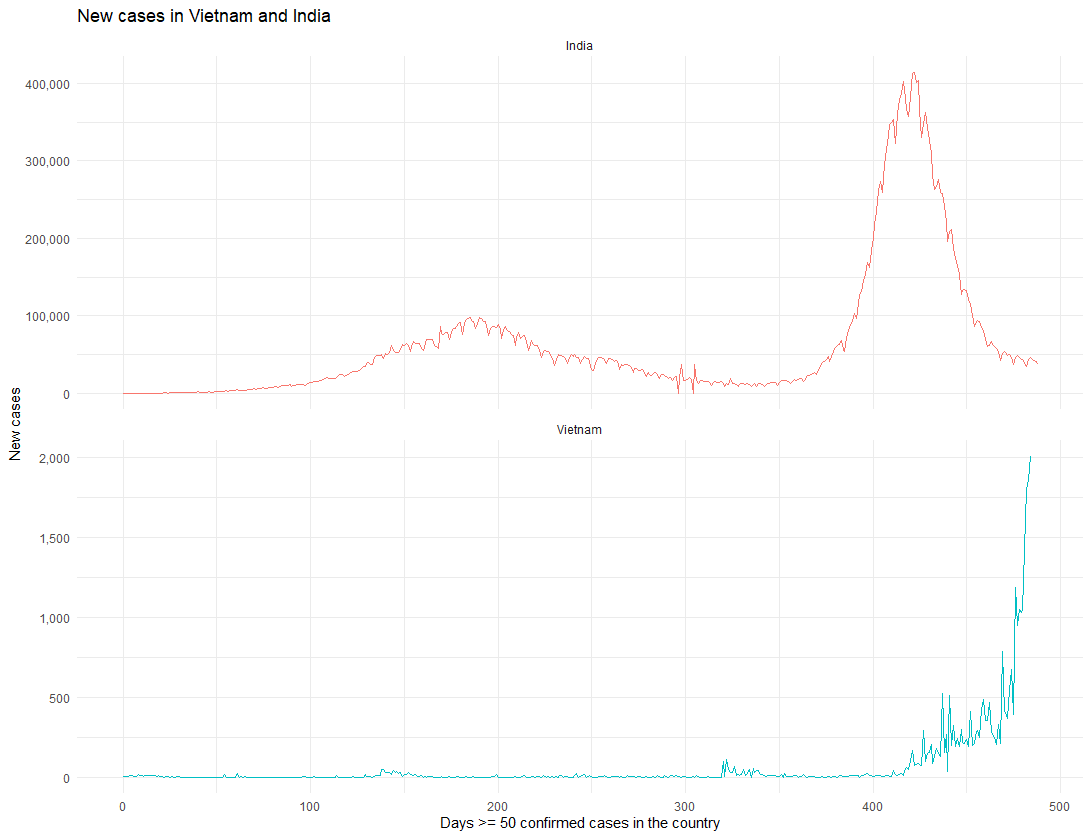 New cases in Vietnam and India
India
400,000
300,000
200,000
100,000
0
New cases
Vietnam
2,000
1,500
1,000
500
0
0 100 200 300 400 500
Days >= 50 confirmed cases in the country